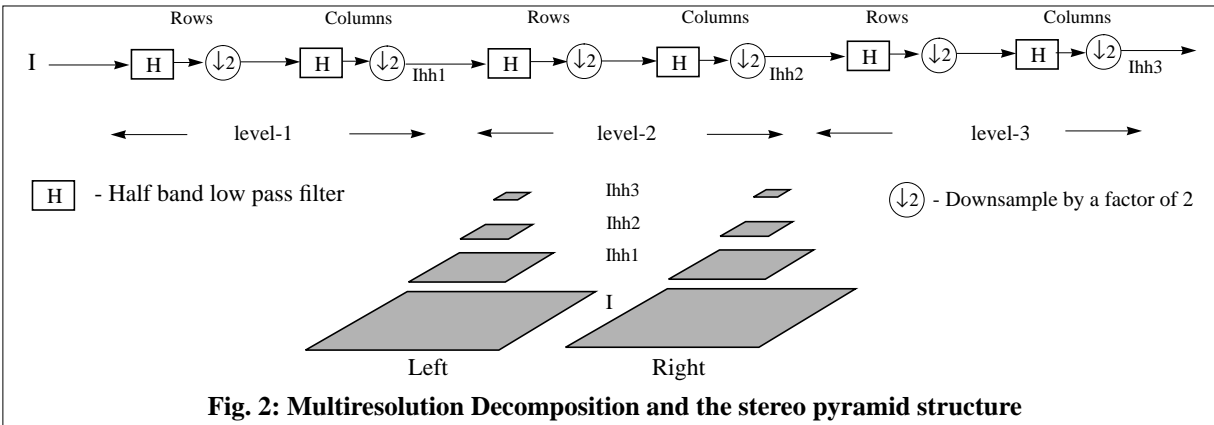 Rows Columns Rows Columns Rows Columns
I H ↓2 H ↓2 Ihh1 H ↓2 H ↓2 Ihh2 H ↓2 H ↓2 Ihh3
level-1 level-2 level-3
H - Half band low pass filter
↓2 - Downsample by a factor of 2
Ihh3
Ihh2
Ihh1
I
Left Right
Fig. 2: Multiresolution Decomposition and the stereo pyramid structure